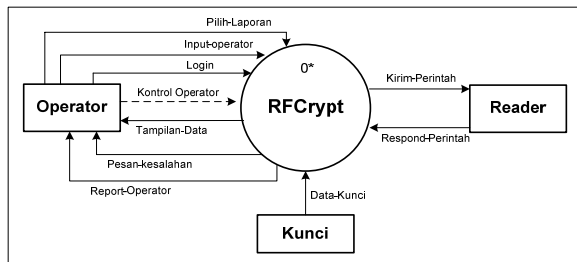 Pilih-Laporan
Input-operator
Login
0*
Kontrol Operator
Kirim-Perintah
Operator
RFCrypt
Reader
Tampilan-Data
Respond-Perintah
Pesan-kesalahan
Report-Operator
Data-Kunci
Kunci